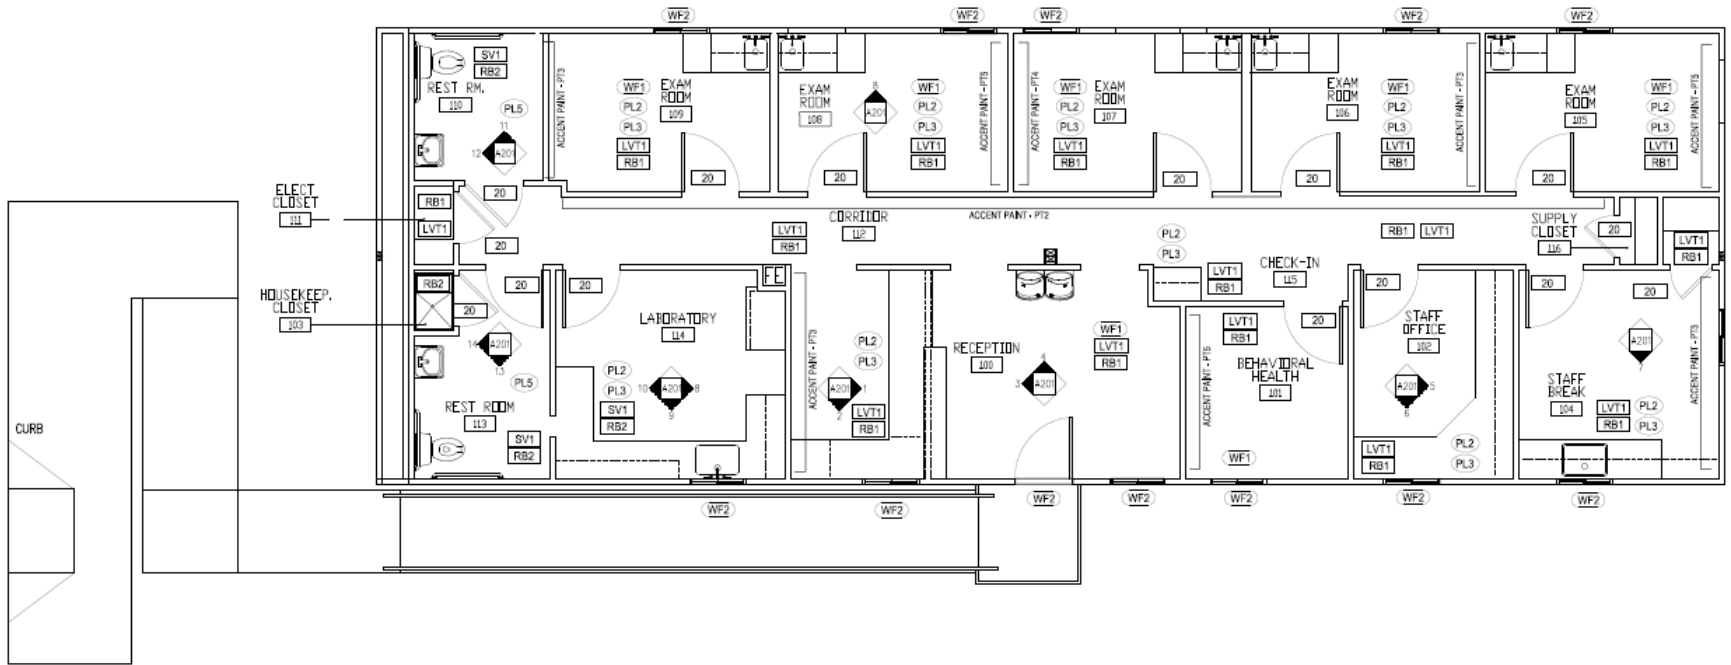 WF2
WF2
WF2
WF2
WF2
SV1
RB2
REST RM.
110
PL5
11
12
A201
ACCENT PAINT - PT3
WF1
PL2
PL3
LVT1
RB1
EXAM
ROOM
109
20
EXAM
ROOM
108
A201
WF1
PL2
PL3
LVT1
RB1
20
ACCENT PAINT - PT5
ACCENT PAINT - PT4
WF1
PL2
PL3
LVT1
RB1
EXAM
ROOM
107
20
EXAM
ROOM
106
WF1
PL2
PL3
LVT1
RB1
20
ACCENT PAINT - PT3
EXAM
ROOM
105
WF1
PL2
PL3
LVT1
RB1
20
ACCENT PAINT - PT5
ELECT
CLOSET
111
RB1
LVT1
20
20
LVT1
RB1
CORRIDOR
112
ACCENT PAINT - PT2
PL2
PL3
RB1
LVT1
SUPPLY
CLOSET
116
20
LVT1
RB1
HOUSEKEEP.
CLOSET
103
RB2
20
20
20
FE
LVT1
RB1
CHECK-IN
115
20
20
20
LABORATORY
114
14
A201
13
PL5
REST ROOM
113
SV1
RB2
PL2
PL3
SV1
RB2
10
A201
8
9
ACCENT PAINT - PT3
PL2
PL3
A201
1
2
LVT1
RB1
RECEPTION
100
4
3
A201
WF1
LVT1
RB1
ACCENT PAINT - PT5
LVT1
RB1
20
BEHAVIORAL
HEALTH
101
WF1
STAFF
OFFICE
102
A201
5
6
LVT1
RB1
PL2
PL3
A201
7
STAFF
BREAK
104
LVT1
RB1
PL2
PL3
ACCENT PAINT - PT3
CURB
WF2
WF2
WF2
WF2
WF2
WF2
WF2